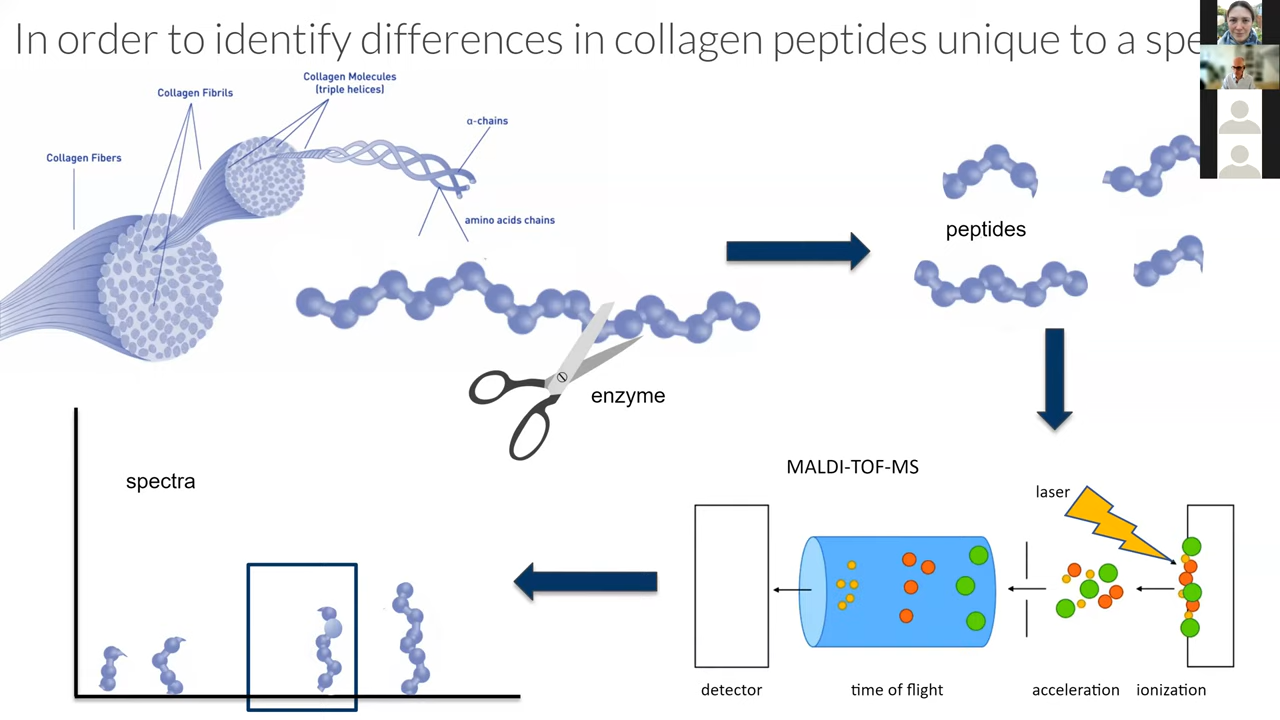 In order to identify differences in collagen peptides unique to a spe
Collagen Molecules
(triple helices)
Collagen Fibrils
α-chains
Collagen Fibers
amino acids chains
peptides
enzyme
MALDI-TOF-MS
spectra
laser
detector
time of flight
acceleration
ionization